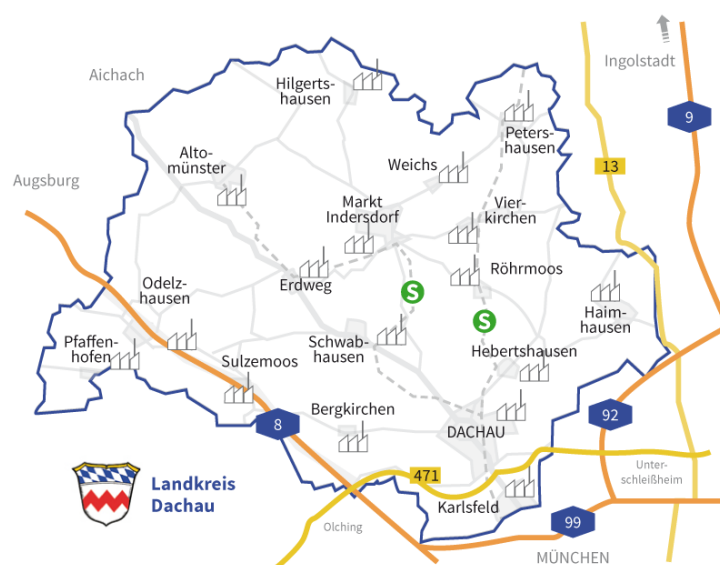 Ingolstadt
Aichach
Hilgerts-
hausen
9
Peters-
hausen
Alto-
münster
Weichs
13
Augsburg
Markt
Indersdorf
Vier-
kirchen
Röhrmoos
Erdweg
Odelz-
hausen
S
S
Haim-
hausen
Pfaffen-
hofen
Schwab-
hausen
Hebertshausen
Sulzemoos
Bergkirchen
8
DACHAU
92
471
Landkreis
Dachau
Unter-
schleißheim
Karlsfeld
Olching
99
MÜNCHEN